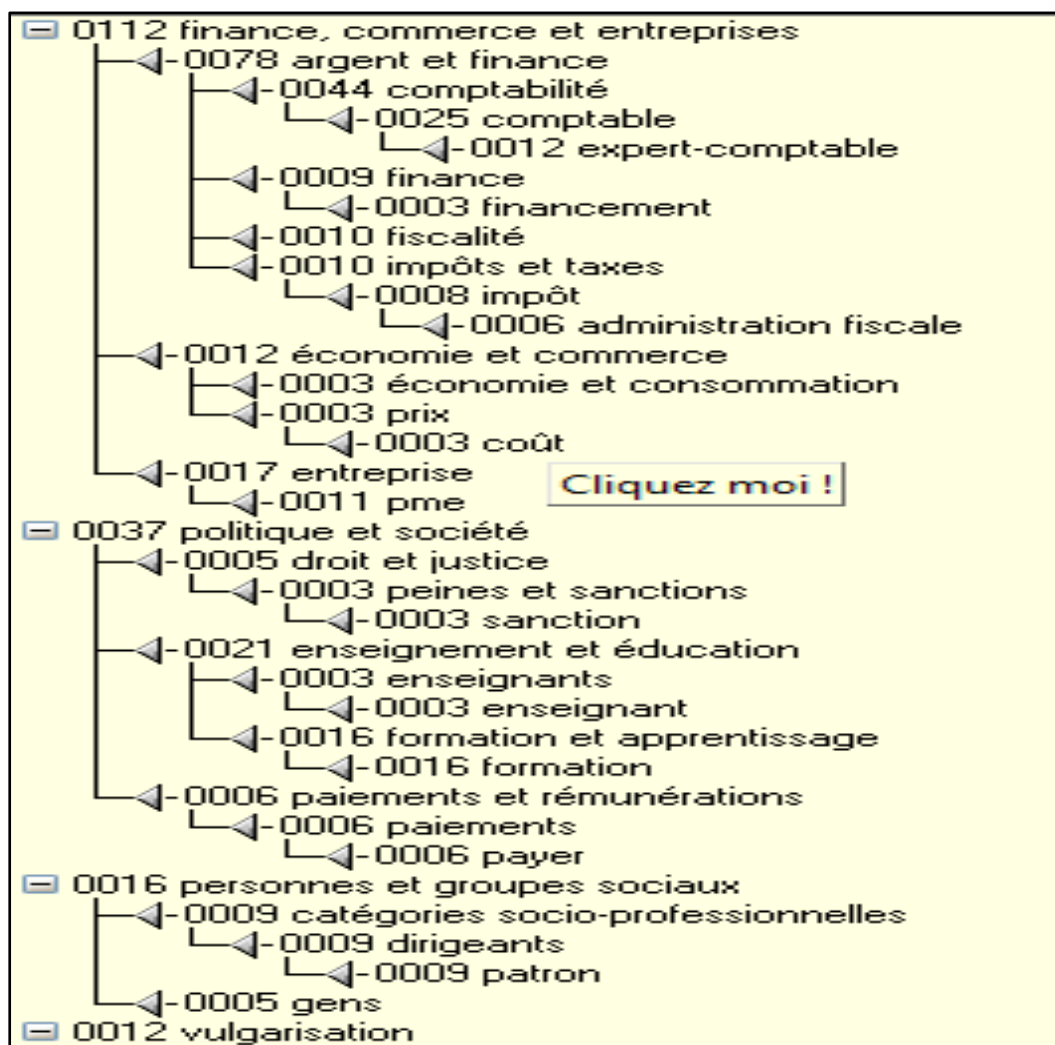 0112 finance, commerce et entreprises
0078 argent et finance
0044 comptabilité
0025 comptable
0012 expert-comptable
0009 finance
0003 financement
0010 fiscalité
0010 impôts et taxes
0008 impôt
0006 administration fiscale
0012 économie et commerce
0003 économie et consommation
0003 prix
0003 coût
0017 entreprise
Cliquez moi !
0011 pme
0037 politique et société
0005 droit et justice
0003 peines et sanctions
0003 sanction
0021 enseignement et éducation
0003 enseignants
0003 enseignant
0016 formation et apprentissage
0016 formation
0006 paiements et rémunérations
0006 paiements
0006 payer
0016 personnes et groupes sociaux
0009 catégories socio-professionnelles
0009 dirigeants
0009 patron
0005 gens
0012 vulgarisation